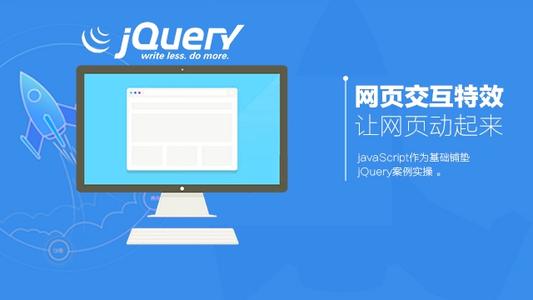 jQuery
write less. do more.
网页交互特效
让网页动起来
javaScript作为基础铺垫
jQuery案例实操 。